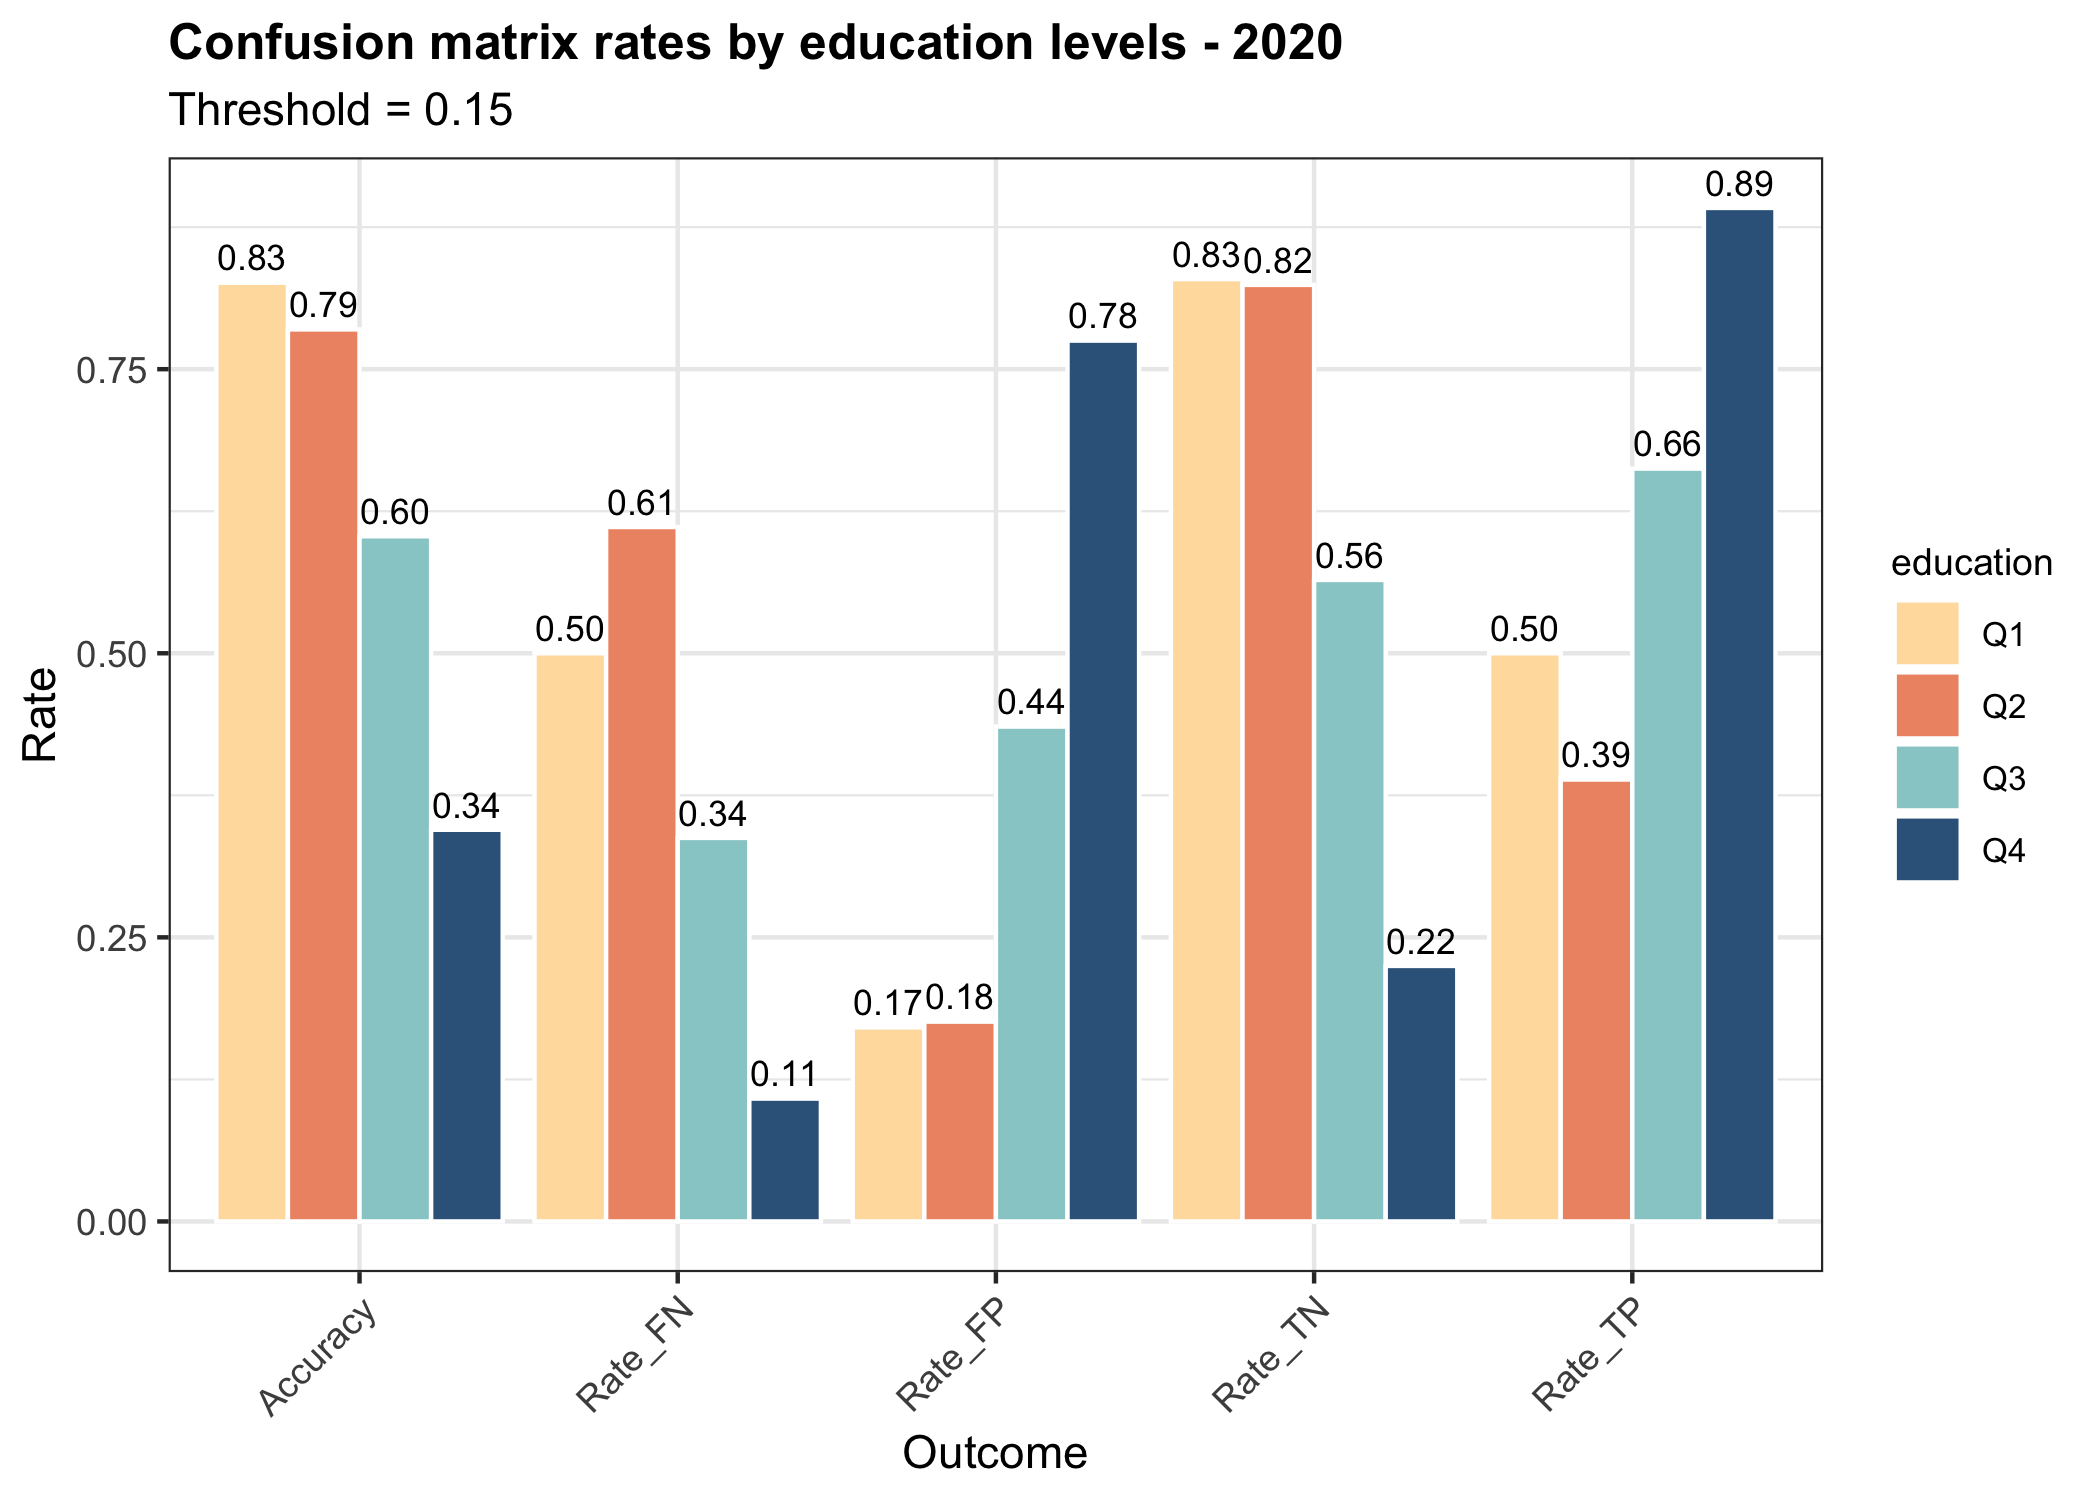 Confusion matrix rates by education levels - 2020
Threshold = 0.15
Rate
0.75
0.50
0.25
0.00
0.83
0.79
0.60
0.34
0.50
0.61
0.34
0.11
0.17
0.18
0.44
0.78
0.83
0.82
0.56
0.22
0.50
0.39
0.66
0.89
Accuracy
Rate_FN
Rate_FP
Rate_TN
Rate_TP
Outcome
education
Q1
Q2
Q3
Q4